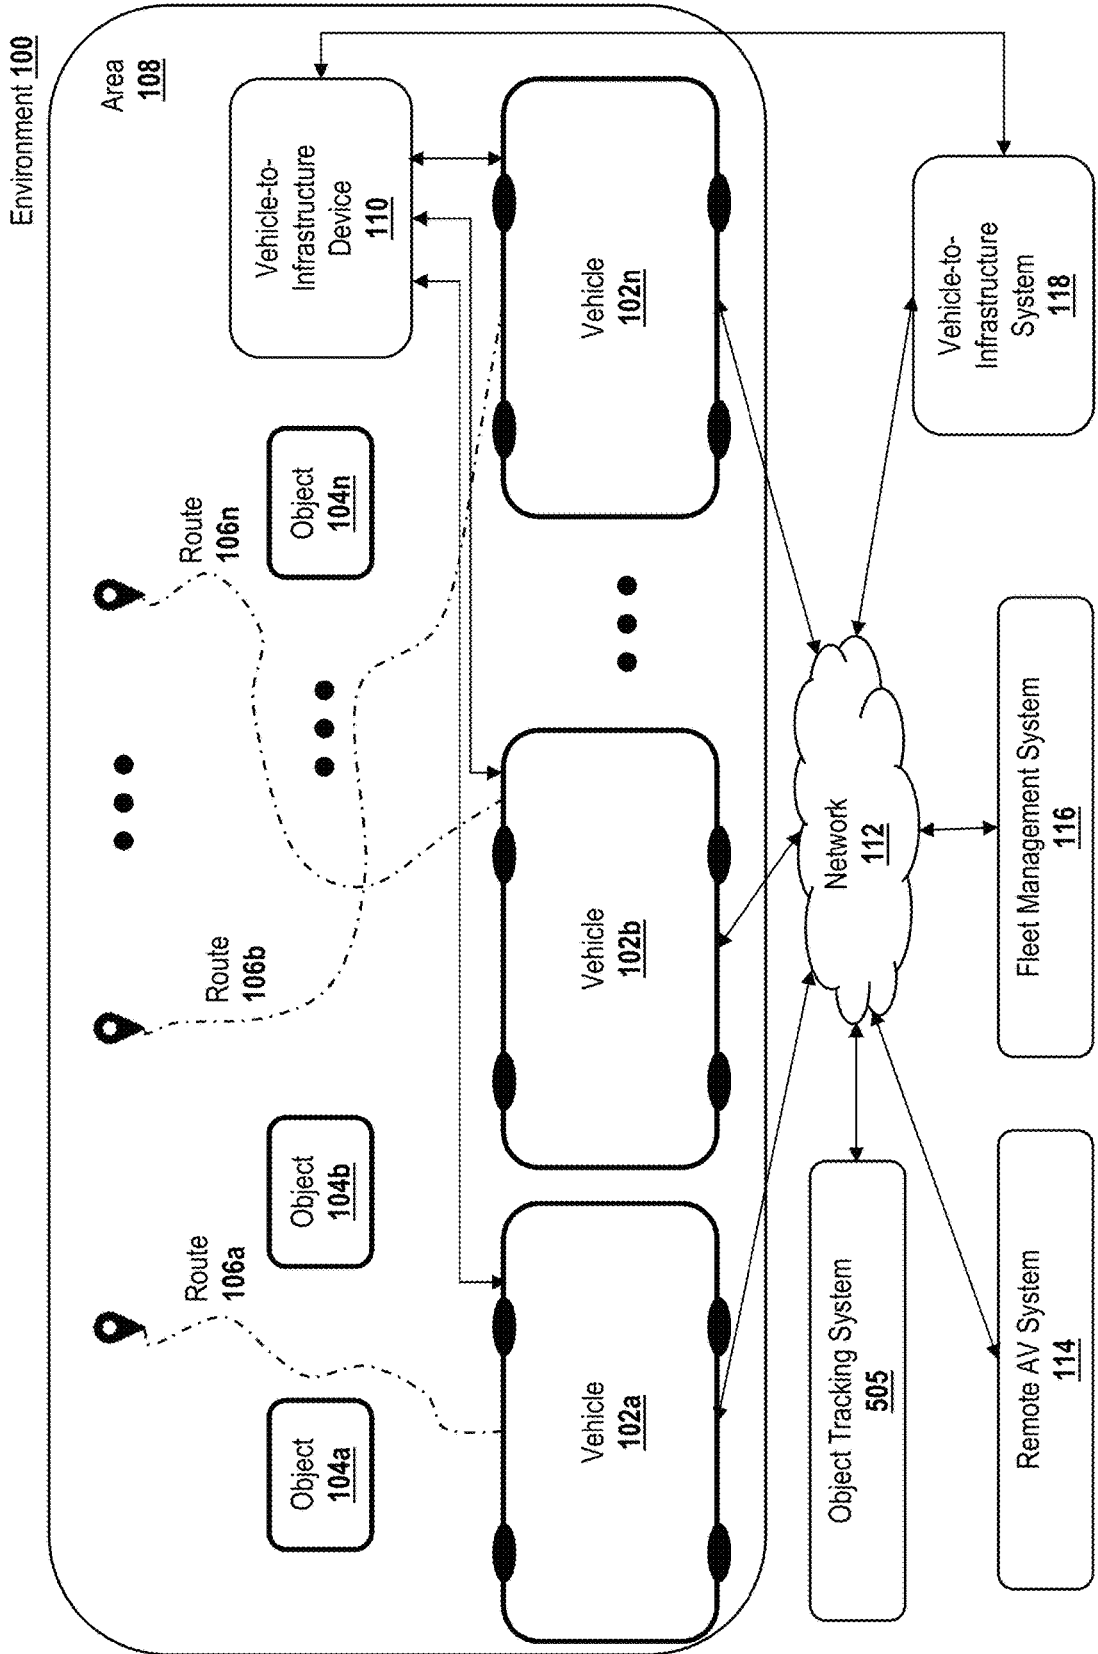 Environment 100
Area
108
Vehicle-to-
Infrastructure
Device
110
Route
106a
Route
106b
Route
106n
Object
104a
Object
104b
Object
104n
Vehicle
102a
Vehicle
102b
Vehicle
102n
Network
112
Object Tracking System
505
Remote AV System
114
Fleet Management System
116
Vehicle-to-
Infrastructure
System
118